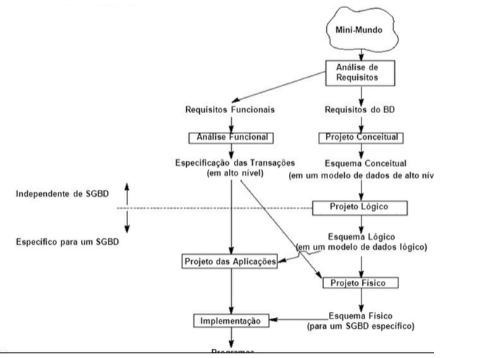 Mini-Mundo
Análise de
Requisitos
Requisitos Funcionais
Requisitos do BD
Análise Funcional
Projeto Conceitual
Especificação das Transações
(em alto nível)
Esquema Conceitual
(em um modelo de dados de alto nív
Independente de SGBD
Projeto Lógico
Específico para um SGBD
Esquema Lógico
(em um modelo de dados lógico)
Projeto das Aplicações
Projeto Físico
Implementação
Esquema Físico
(para um SGBD específico)
Programas